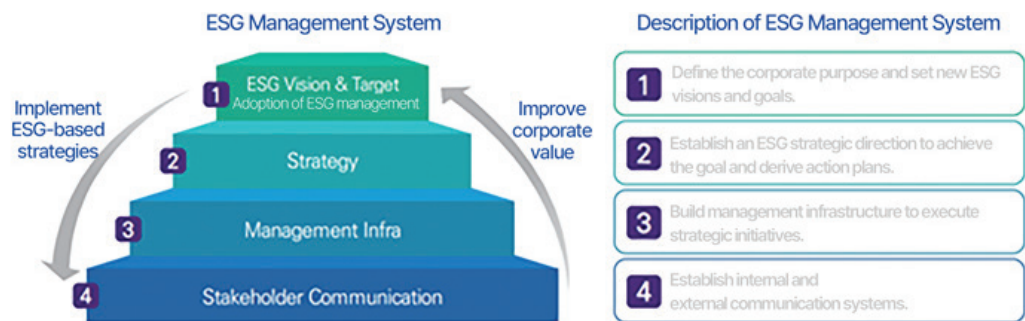 ESG Management System
Implement
ESG-based
strategies
1
ESG Vision & Target
Adoption of ESG management
2
Strategy
3
Management Infra
4
Stakeholder Communication
Improve
corporate
value
Description of ESG Management System
1
Define the corporate purpose and set new ESG
visions and goals.
2
Establish an ESG strategic direction to achieve
the goal and derive action plans.
3
Build management infrastructure to execute
strategic initiatives.
4
Establish internal and
external communication systems.